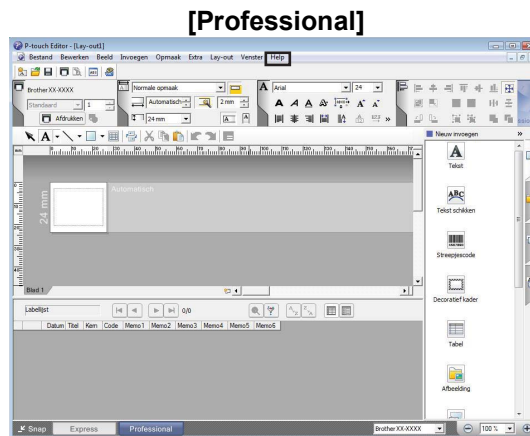 [Professional]
P-touch Editor - [Lay-out1]
Bestand Bewerken Beeld Invoegen Opmaak Extra Lay-out Venster Help
Brother XX-XXXX
Standaard 1
Afdrukken
Normale opmaak
Automatisch 2 mm
24 mm
A Arial 24
Nieuw invoegen
Tekst
Tekst schikken
Streepjescode
Decoratief kader
Tabel
Afbeelding
24 mm
Automatisch
Blad 1
Labellijst 0/0
Datum Titel Kern Code Memo1 Memo2 Memo3 Memo4 Memo5 Memo6
Snap Express Professional Brother XX-XXXX 100 %